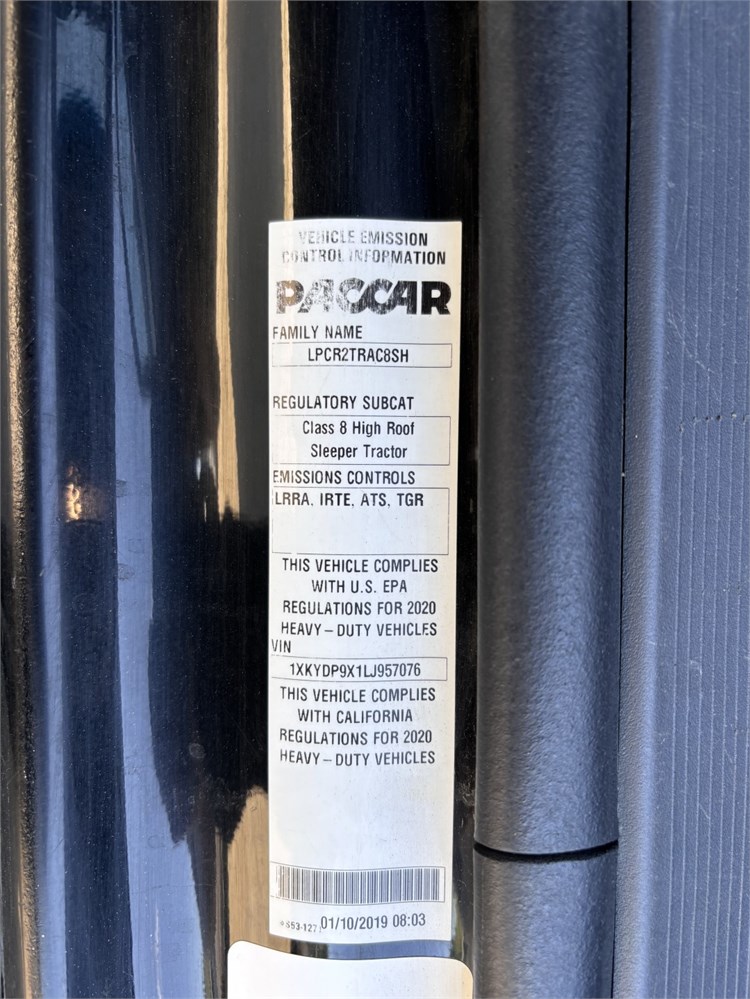 VEHICLE EMISSION
CONTROL INFORMATION
PACCAR
FAMILY NAME
LPCR2TRAC8SH
REGULATORY SUBCAT
Class 8 High Roof
Sleeper Tractor
EMISSIONS CONTROLS
LRRA, IRTE, ATS, TGR
THIS VEHICLE COMPLIES
WITH U.S. EPA
REGULATIONS FOR 2020
HEAVY – DUTY VEHICLES
VIN
1XKYDP9X1LJ957076
THIS VEHICLE COMPLIES
WITH CALIFORNIA
REGULATIONS FOR 2020
HEAVY – DUTY VEHICLES
01/10/2019 08:03